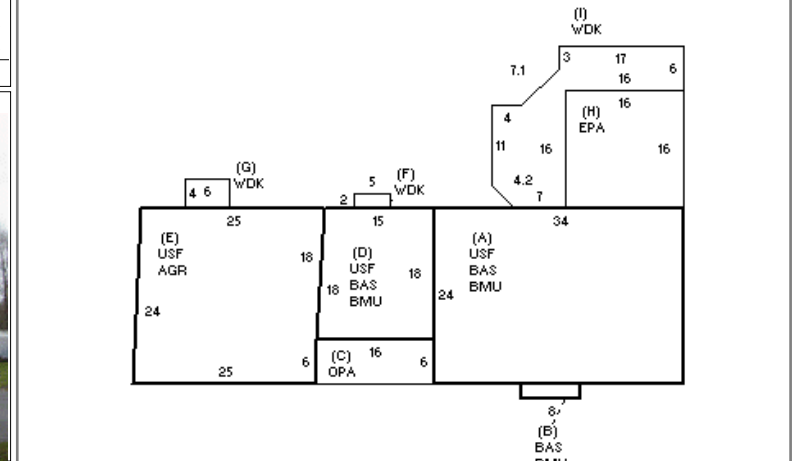 (I)
WDK
3
17
6
7.1
16
16
(H)
EPA
4
11
16
16
4.2
7
(G)
WDK
4 6
(F)
WDK
5
2
25
15
34
(E)
USF
AGR
18
(D)
USF
BAS
BMU
18
18
(A)
USF
BAS
BMU
24
24
(C)
OPA
16
6
6
25
8
(B)
BAS
BMU